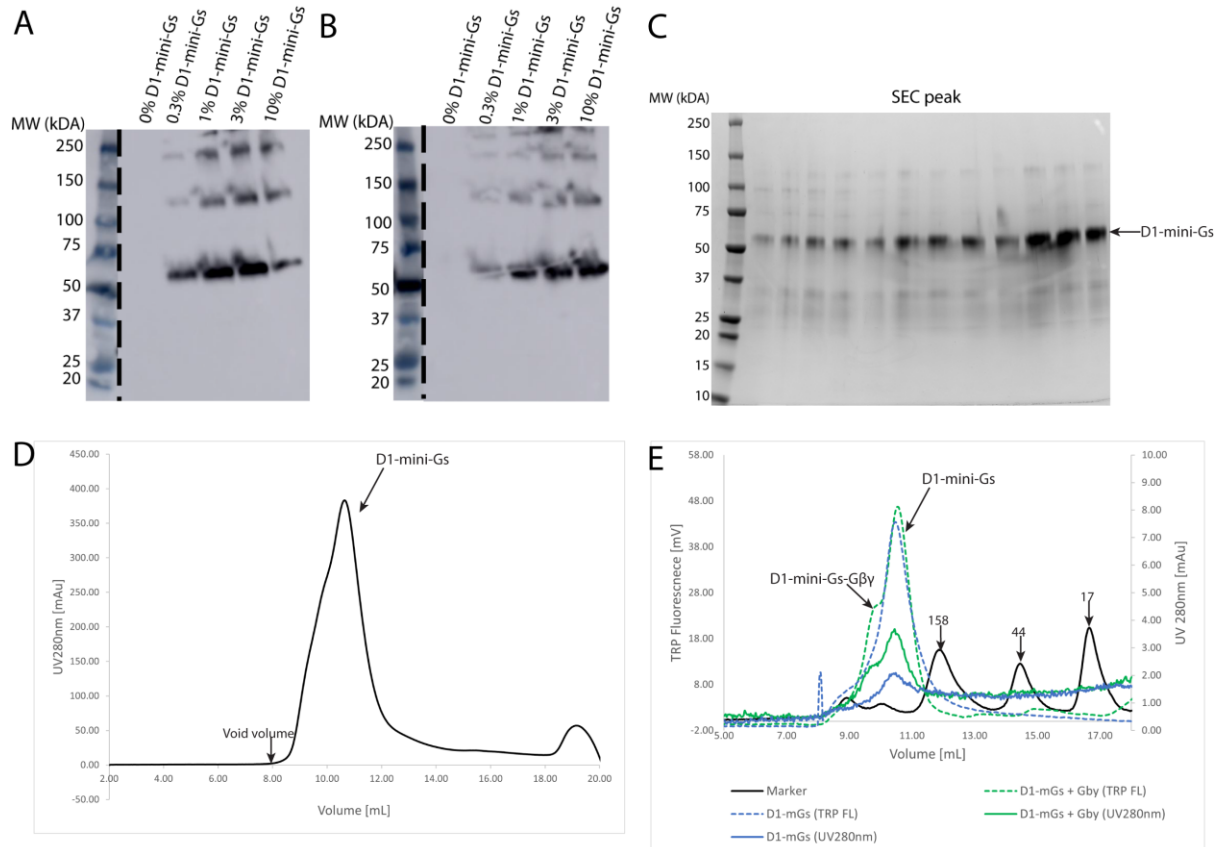 A
0% D1-mini-Gs
0.3% D1-mini-Gs
1% D1-mini-Gs
3% D1-mini-Gs
10% D1-mini-Gs
MW (kDA)
250
150
100
75
50
37
25
20
B
0% D1-mini-Gs
0.3% D1-mini-Gs
1% D1-mini-Gs
3% D1-mini-Gs
10% D1-mini-Gs
MW (kDA)
250
150
100
75
50
37
25
20
C
SEC peak
MW (kDA)
250
150
100
75
50
37
25
20
15
10
D1-mini-Gs
D
450.00
400.00
350.00
300.00
250.00
200.00
150.00
100.00
50.00
0.00
-50.00
UV280nm [mAu]
D1-mini-Gs
Void volume
2.00 4.00 6.00 8.00 10.00 12.00 14.00 16.00 18.00 20.00
Volume [mL]
E
58.00
48.00
38.00
28.00
18.00
8.00
-2.00
TRP Fluorescnece [mV]
D1-mini-Gs
D1-mini-Gs-Gβγ
158
44
17
10.00
9.00
8.00
7.00
6.00
5.00
4.00
3.00
2.00
1.00
0.00
UV 280nm [mAu]
5.00 7.00 9.00 11.00 13.00 15.00 17.00
Volume [mL]
Marker
D1-mGs + Gby (TRP FL)
D1-mGs (TRP FL)
D1-mGs + Gby (UV280nm)
D1-mGs (UV280nm)